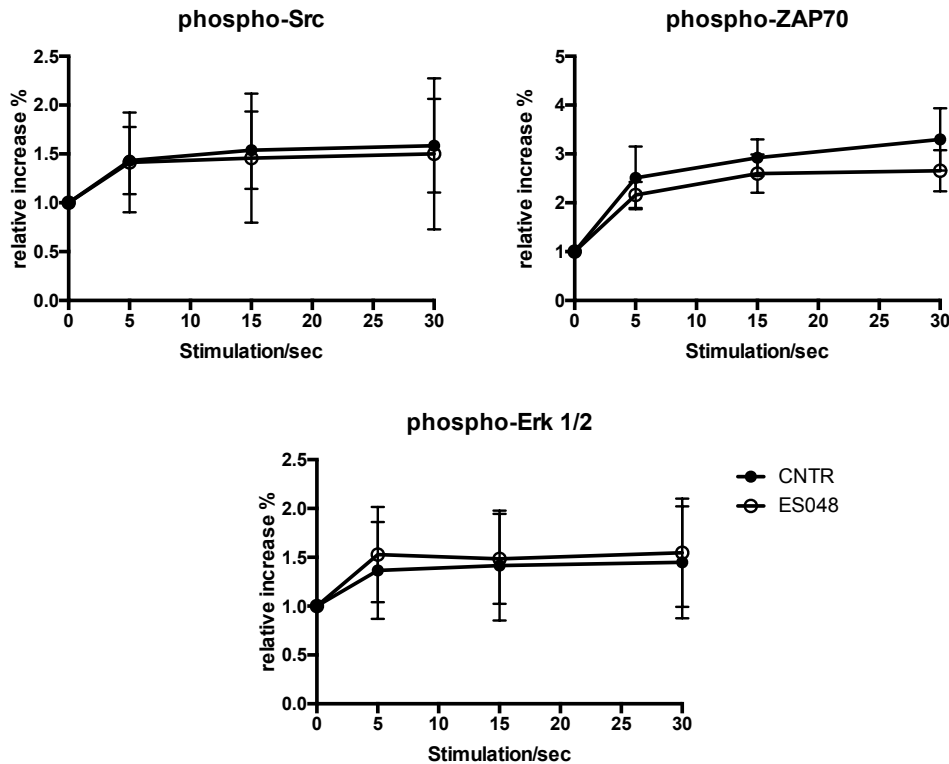 phospho-Src
relative increase %
2.5
2.0
1.5
1.0
0.5
0.0
0 5 10 15 20 25 30
Stimulation/sec
phospho-ZAP70
relative increase %
5
4
3
2
1
0
0 5 10 15 20 25 30
Stimulation/sec
phospho-Erk 1/2
relative increase %
2.5
2.0
1.5
1.0
0.5
0.0
0 5 10 15 20 25 30
Stimulation/sec
CNTR
ES048